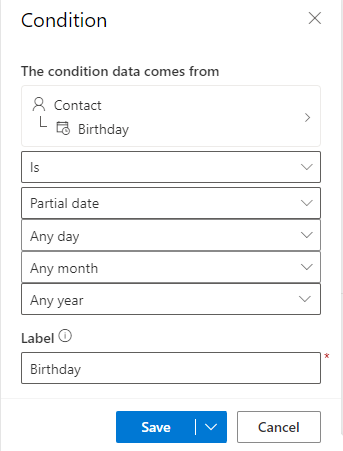 Condition
The condition data comes from
Contact
Birthday
Is
Partial date
Any day
Any month
Any year
Label
Birthday
*
Save
Cancel